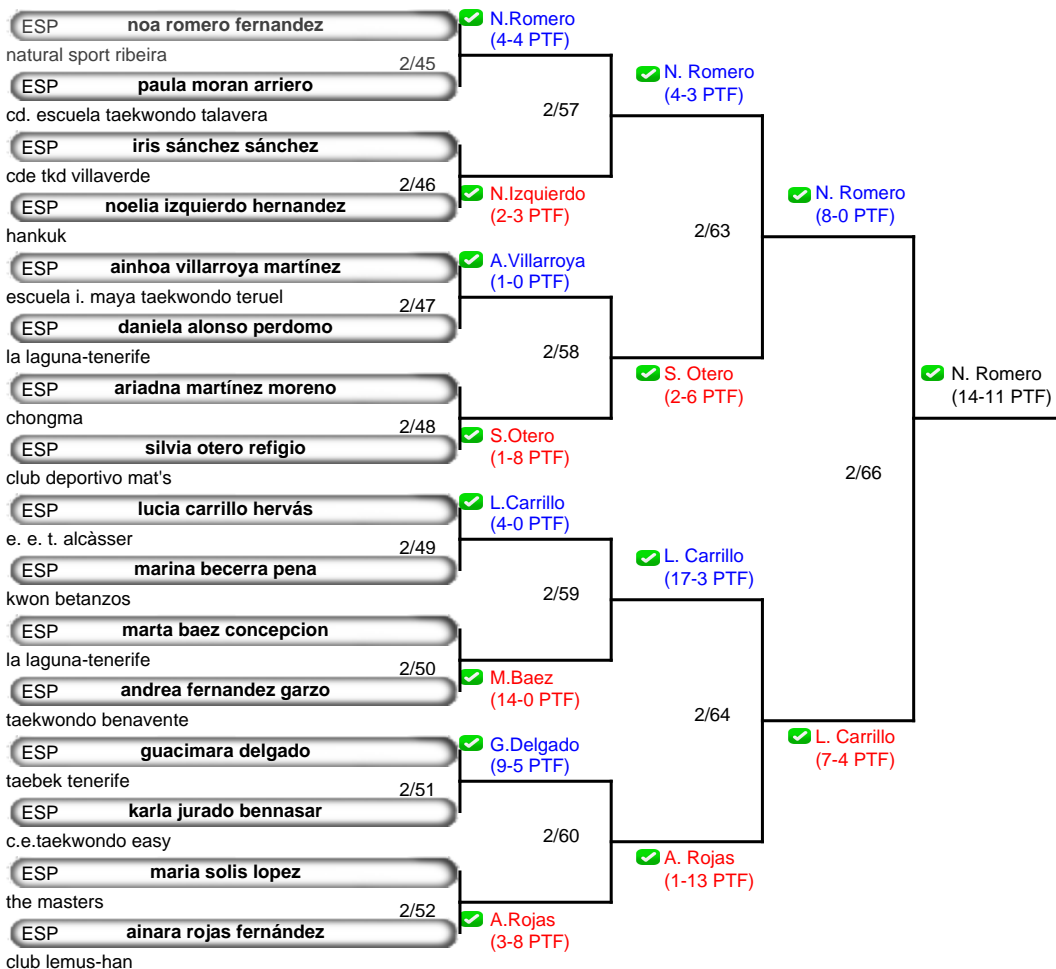 ESP noa romero fernandez
natural sport ribeira
2/45
ESP paula moran arriero
cd. escuela taekwondo talavera
N.Romero
(4-4 PTF)
ESP iris sánchez sánchez
cde tkd villaverde
2/46
ESP noelia izquierdo hernandez
hankuk
N.Izquierdo
(2-3 PTF)
2/57
N. Romero
(4-3 PTF)
ESP ainhoa villarroya martínez
escuela i. maya taekwondo teruel
2/47
ESP daniela alonso perdomo
la laguna-tenerife
A.Villarroya
(1-0 PTF)
ESP ariadna martínez moreno
chongma
2/48
ESP silvia otero refigio
club deportivo mat's
S.Otero
(1-8 PTF)
2/58
S. Otero
(2-6 PTF)
2/63
N. Romero
(8-0 PTF)
ESP lucia carrillo hervás
e. e. t. alcàsser
2/49
ESP marina becerra pena
kwon betanzos
L.Carrillo
(4-0 PTF)
ESP marta baez concepcion
la laguna-tenerife
2/50
ESP andrea fernandez garzo
taekwondo benavente
M.Baez
(14-0 PTF)
2/59
L. Carrillo
(17-3 PTF)
ESP guacimara delgado
taebek tenerife
2/51
ESP karla jurado bennasar
c.e.taekwondo easy
G.Delgado
(9-5 PTF)
ESP maria solis lopez
the masters
2/52
ESP ainara rojas fernández
club lemus-han
A.Rojas
(3-8 PTF)
2/60
A. Rojas
(1-13 PTF)
2/64
L. Carrillo
(7-4 PTF)
2/66
N. Romero
(14-11 PTF)